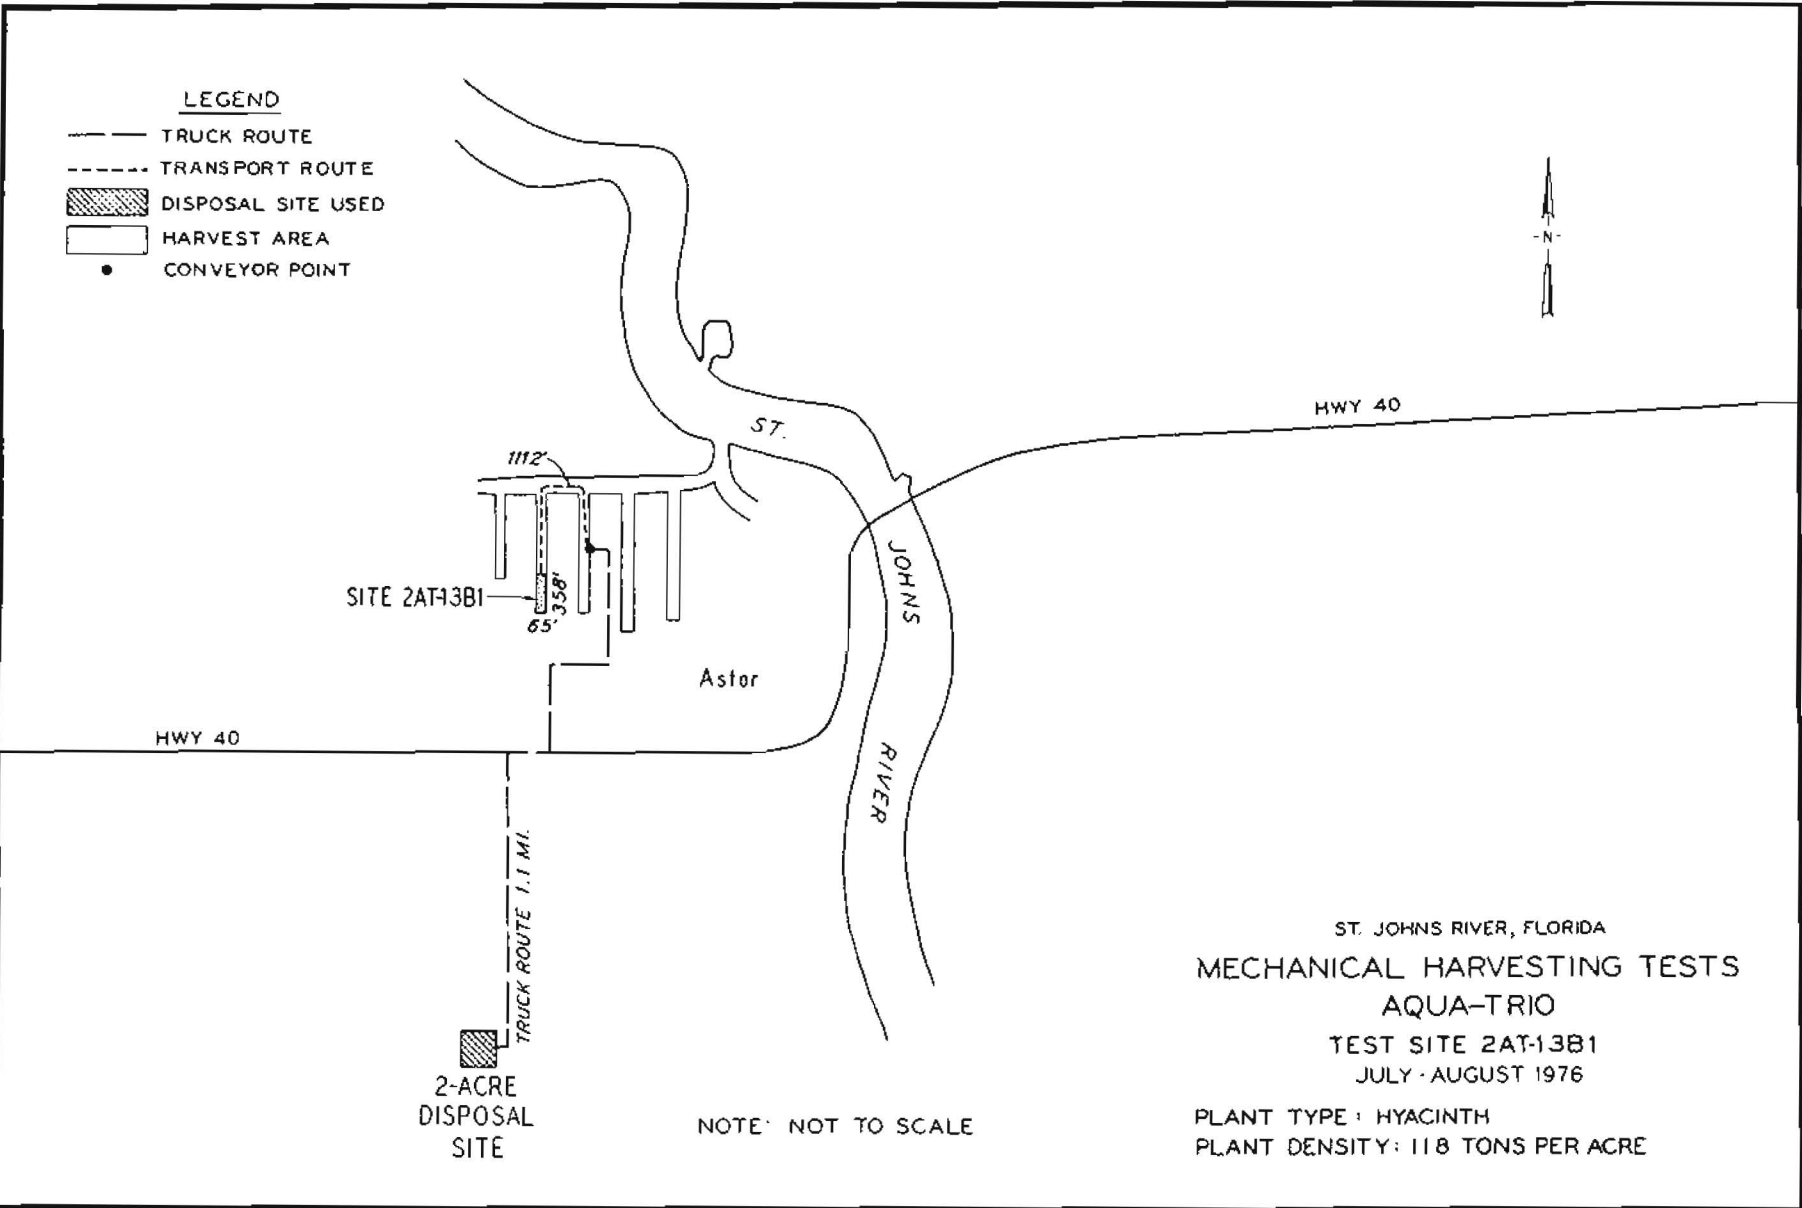 LEGEND
TRUCK ROUTE
TRANSPORT ROUTE
DISPOSAL SITE USED
HARVEST AREA
CONVEYOR POINT
-N-
HWY 40
ST.
1112'
JOHNS
SITE 2AT-13B1
358'
65'
Astor
HWY 40
RIVER
TRUCK ROUTE 1.1 MI.
2-ACRE
DISPOSAL
SITE
NOTE: NOT TO SCALE
ST. JOHNS RIVER, FLORIDA
MECHANICAL HARVESTING TESTS
AQUA-TRIO
TEST SITE 2AT-13B1
JULY - AUGUST 1976
PLANT TYPE: HYACINTH
PLANT DENSITY: 118 TONS PER ACRE